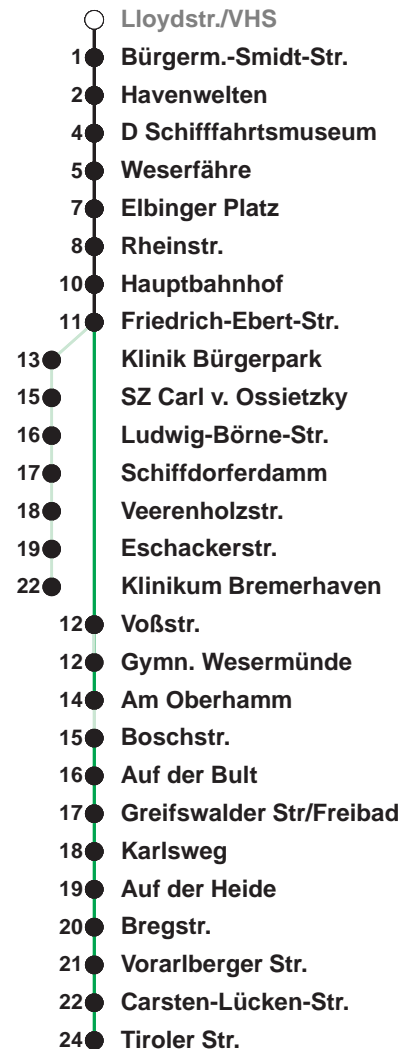 Lloydstr./VHS
1 Bürgerm.-Smidt-Str.
2 Havenwelten
4 D Schifffahrtsmuseum
5 Weserfähre
7 Elbinger Platz
8 Rheinstr.
10 Hauptbahnhof
11 Friedrich-Ebert-Str.
13 Klinik Bürgerpark
15 SZ Carl v. Ossietzky
16 Ludwig-Börne-Str.
17 Schiffdorferdamm
18 Veerenholzstr.
19 Eschackerstr.
22 Klinikum Bremerhaven
12 Voßstr.
12 Gymn. Wesermünde
14 Am Oberhamm
15 Boschstr.
16 Auf der Bult
17 Greifswalder Str/Freibad
18 Karlsweg
19 Auf der Heide
20 Bregstr.
21 Vorarlberger Str.
22 Carsten-Lücken-Str.
24 Tiroler Str.